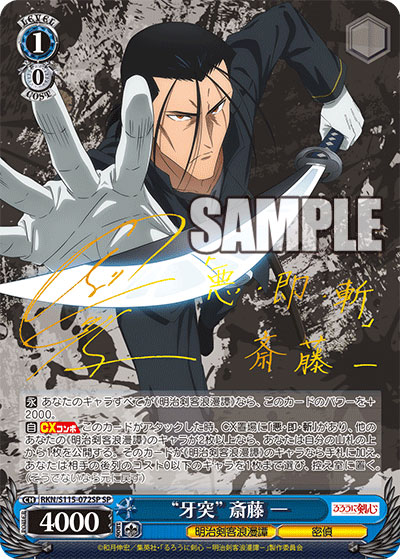 LEVEL
1
0
COST
SAMPLE
「悪・即・斬」
斎藤 一
永 あなたのキャラすべてが《明治剣客浪漫譚》なら、このカードのパワーを+
2000。
自 CXコンボ このカードがアタックした時、CX置場に「悪・即・斬」があり、他の
あなたの《明治剣客浪漫譚》のキャラが2枚以上なら、あなたは自分の山札の上
から1枚を公開する。そのカードが《明治剣客浪漫譚》のキャラなら手札に加え、
あなたは相手の後列のコスト0以下のキャラを1枚まで選び、控え室に置く。
(そうでないなら元に戻す)
CH RKN/S115-072SP SP
4000
“牙突” 斎藤 一
明治剣客浪漫譚
密偵
るろうに剣心
©和月伸宏/集英社・「るろうに剣心 -明治剣客浪漫譚-」製作委員会